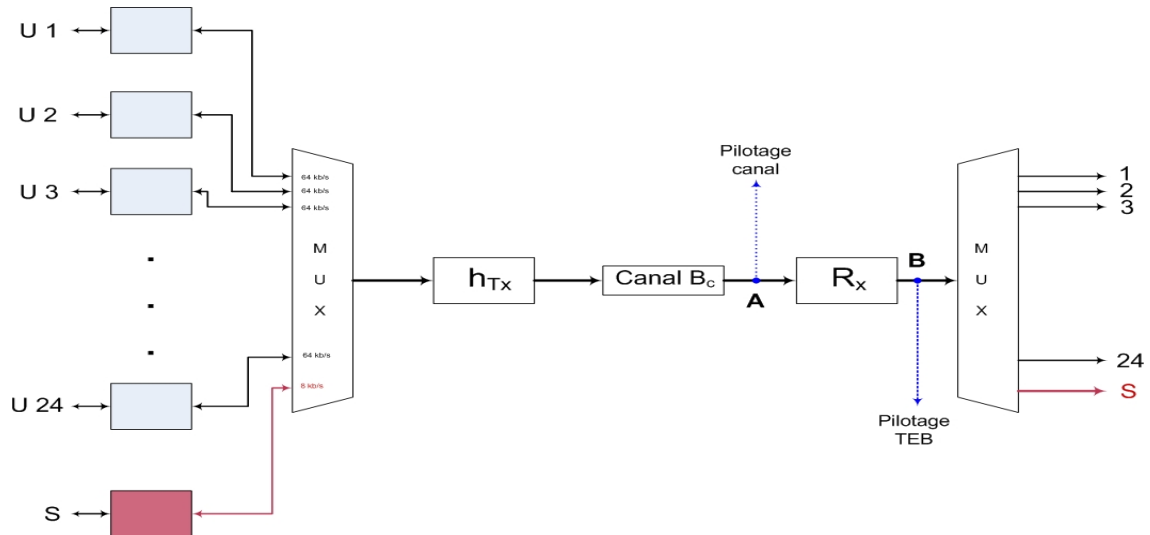 U 1
U 2
U 3
.
.
.
U 24
S
64 kb/s
64 kb/s
64 kb/s
M
U
X
64 kb/s
8 kb/s
hTx
Canal Bc
Pilotage
canal
A
Rx
B
Pilotage
TEB
M
U
X
1
2
3
24
S